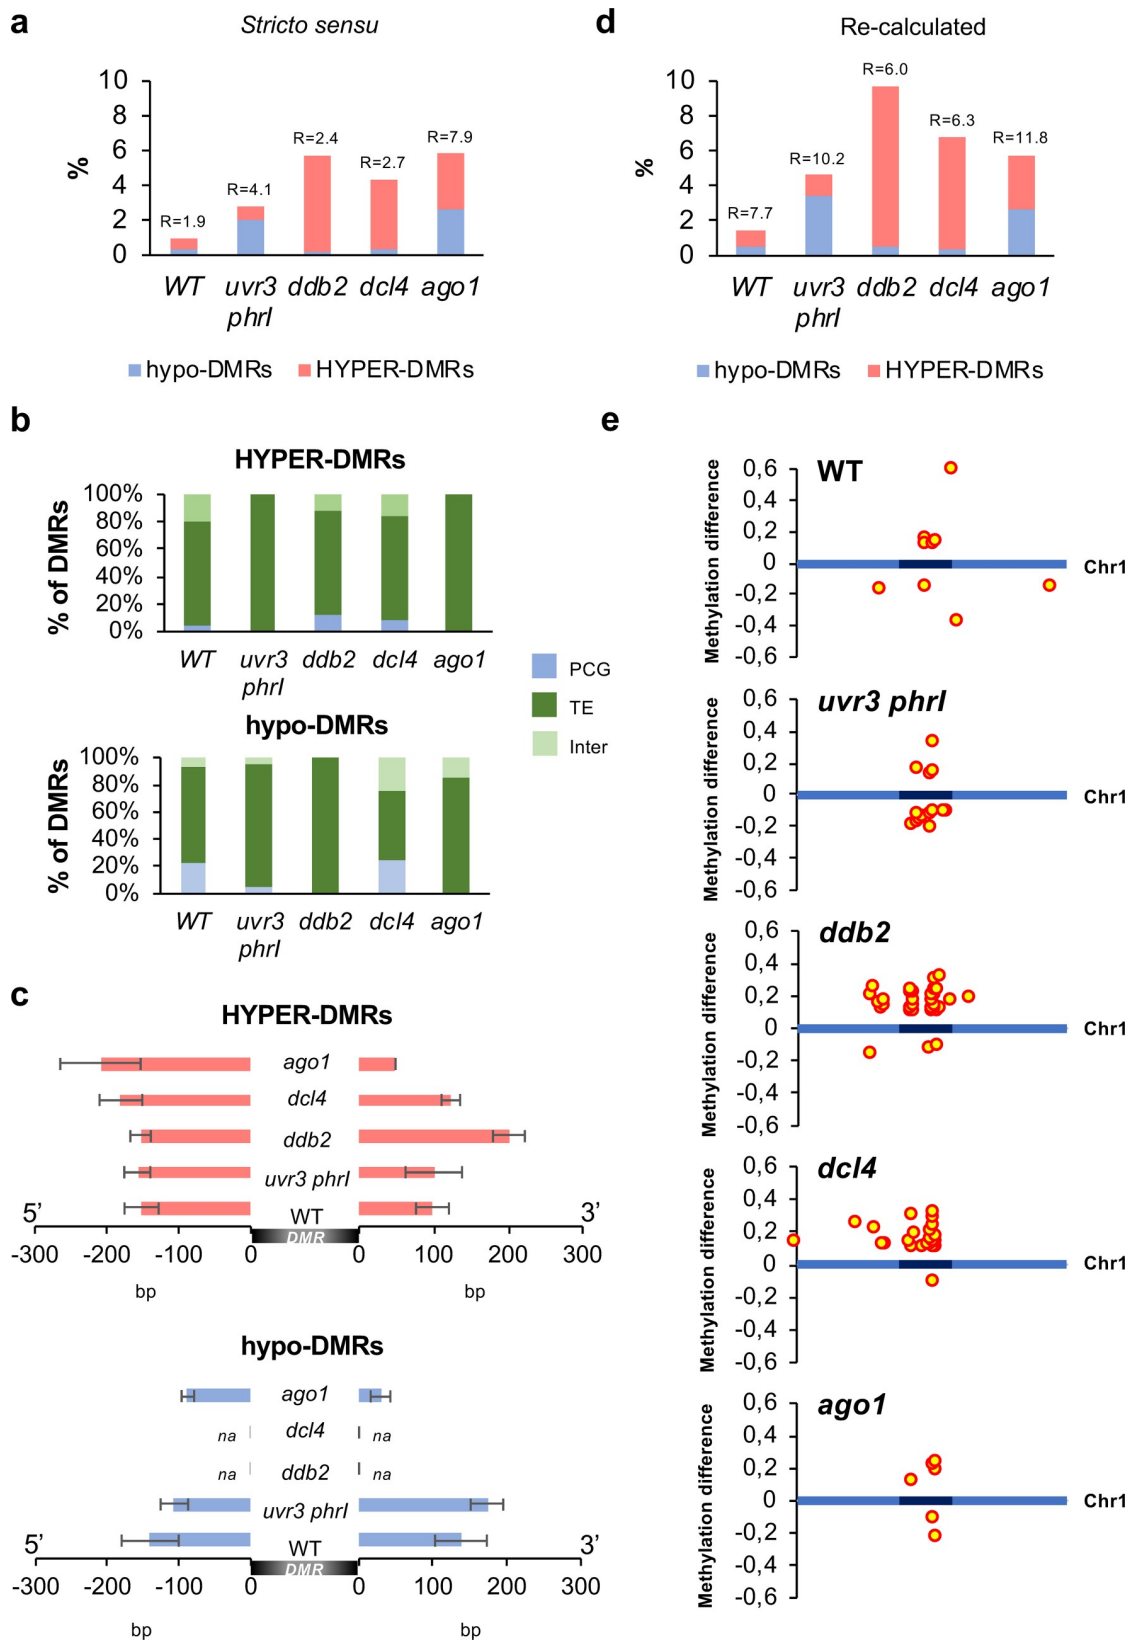 a
Stricto sensu
%
10
8
6
4
2
0
R=1.9
R=4.1
R=2.4
R=2.7
R=7.9
WT uvr3 ddb2 dcl4 ago1
phrI
hypo-DMRs HYPER-DMRs
d
Re-calculated
%
10
8
6
4
2
0
R=7.7
R=10.2
R=6.0
R=6.3
R=11.8
WT uvr3 ddb2 dcl4 ago1
phrI
hypo-DMRs HYPER-DMRs
b
HYPER-DMRs
% of DMRs
100%
80%
60%
40%
20%
0%
WT uvr3 ddb2 dcl4 ago1
phrI
hypo-DMRs
% of DMRs
100%
80%
60%
40%
20%
0%
WT uvr3 ddb2 dcl4 ago1
phrI
PCG
TE
Inter
c
HYPER-DMRs
ago1
dcl4
ddb2
uvr3 phrI
5’ WT 3’
DMR
-300 -200 -100 0 0 100 200 300
bp bp
hypo-DMRs
ago1
na dcl4 na
na ddb2 na
uvr3 phrI
5’ WT 3’
DMR
-300 -200 -100 0 0 100 200 300
bp bp
e
Methylation difference
WT
0,6
0,4
0,2
0
-0,2
-0,4
-0,6
Chr1
Methylation difference
uvr3 phrI
0,6
0,4
0,2
0
-0,2
-0,4
-0,6
Chr1
Methylation difference
ddb2
0,6
0,4
0,2
0
-0,2
-0,4
-0,6
Chr1
Methylation difference
dcl4
0,6
0,4
0,2
0
-0,2
-0,4
-0,6
Chr1
Methylation difference
ago1
0,6
0,4
0,2
0
-0,2
-0,4
-0,6
Chr1